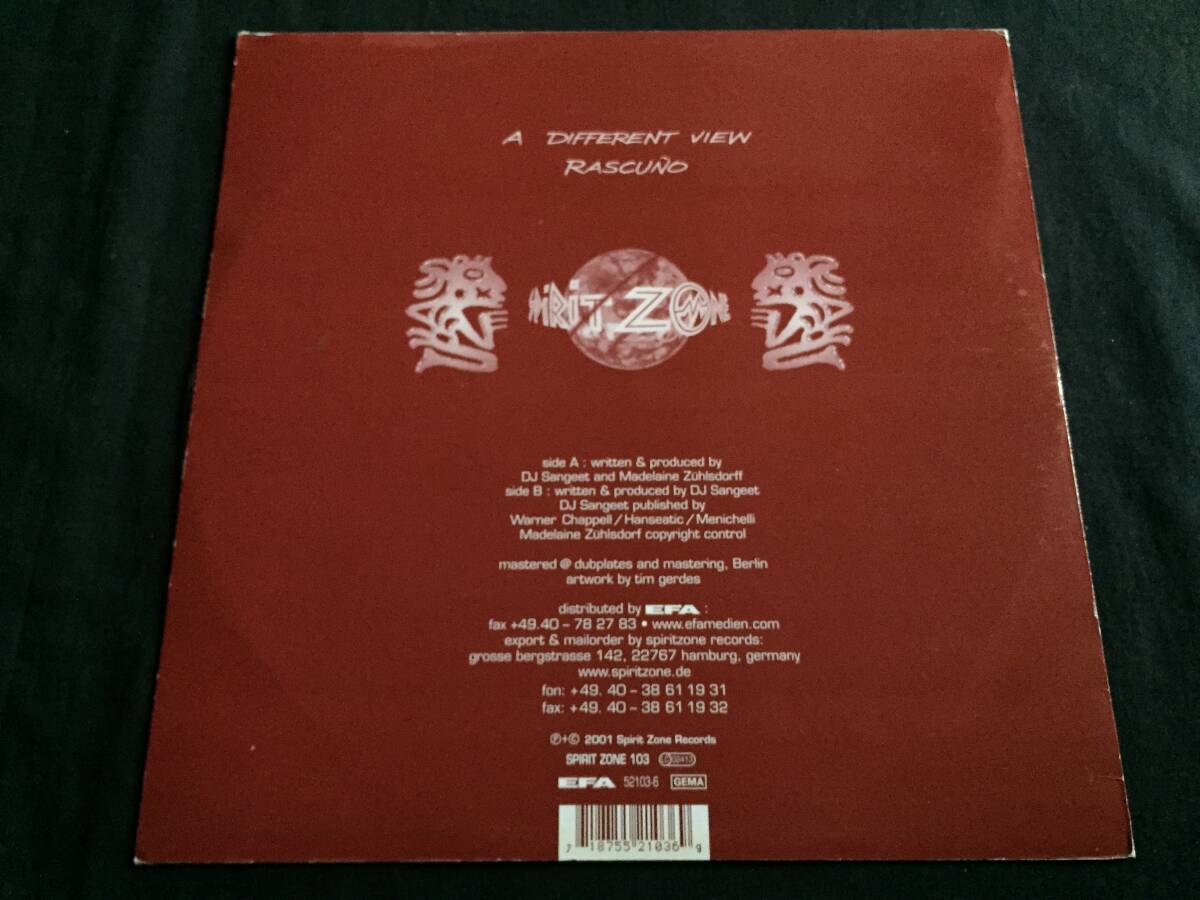 A DIFFERENT VIEW
RASCUÑO
SPIRIT ZONE
side A : written & produced by
DJ Sangeet and Madelaine Zühlsdorff
side B : written & produced by DJ Sangeet
DJ Sangeet published by
Warner Chappell / Hanseatic / Menichelli
Madelaine Zühlsdorf copyright control
mastered @ dubplates and mastering, Berlin
artwork by tim gerdes
distributed by EFA :
fax +49.40 – 78 27 83 • www.efamedien.com
export & mailorder by spiritzone records:
grosse bergstrasse 142, 22767 hamburg, germany
www.spiritzone.de
fon: +49. 40 – 38 61 19 31
fax: +49. 40 – 38 61 19 32
℗+© 2001 Spirit Zone Records
SPIRIT ZONE 103 LC 02413
EFA 52103-6 GEMA
7 18755 21036 9